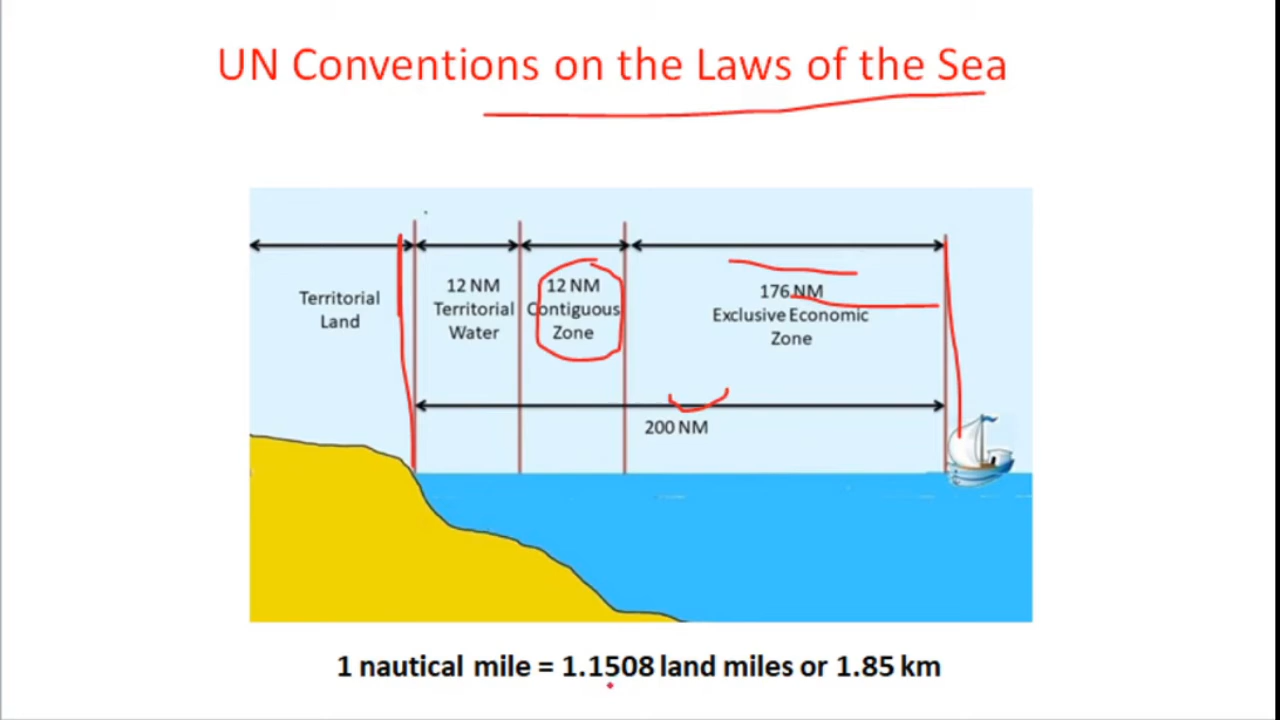 UN Conventions on the Laws of the Sea
Territorial
Land
12 NM
Territorial
Water
12 NM
Contiguous
Zone
176 NM
Exclusive Economic
Zone
200 NM
1 nautical mile = 1.1508 land miles or 1.85 km